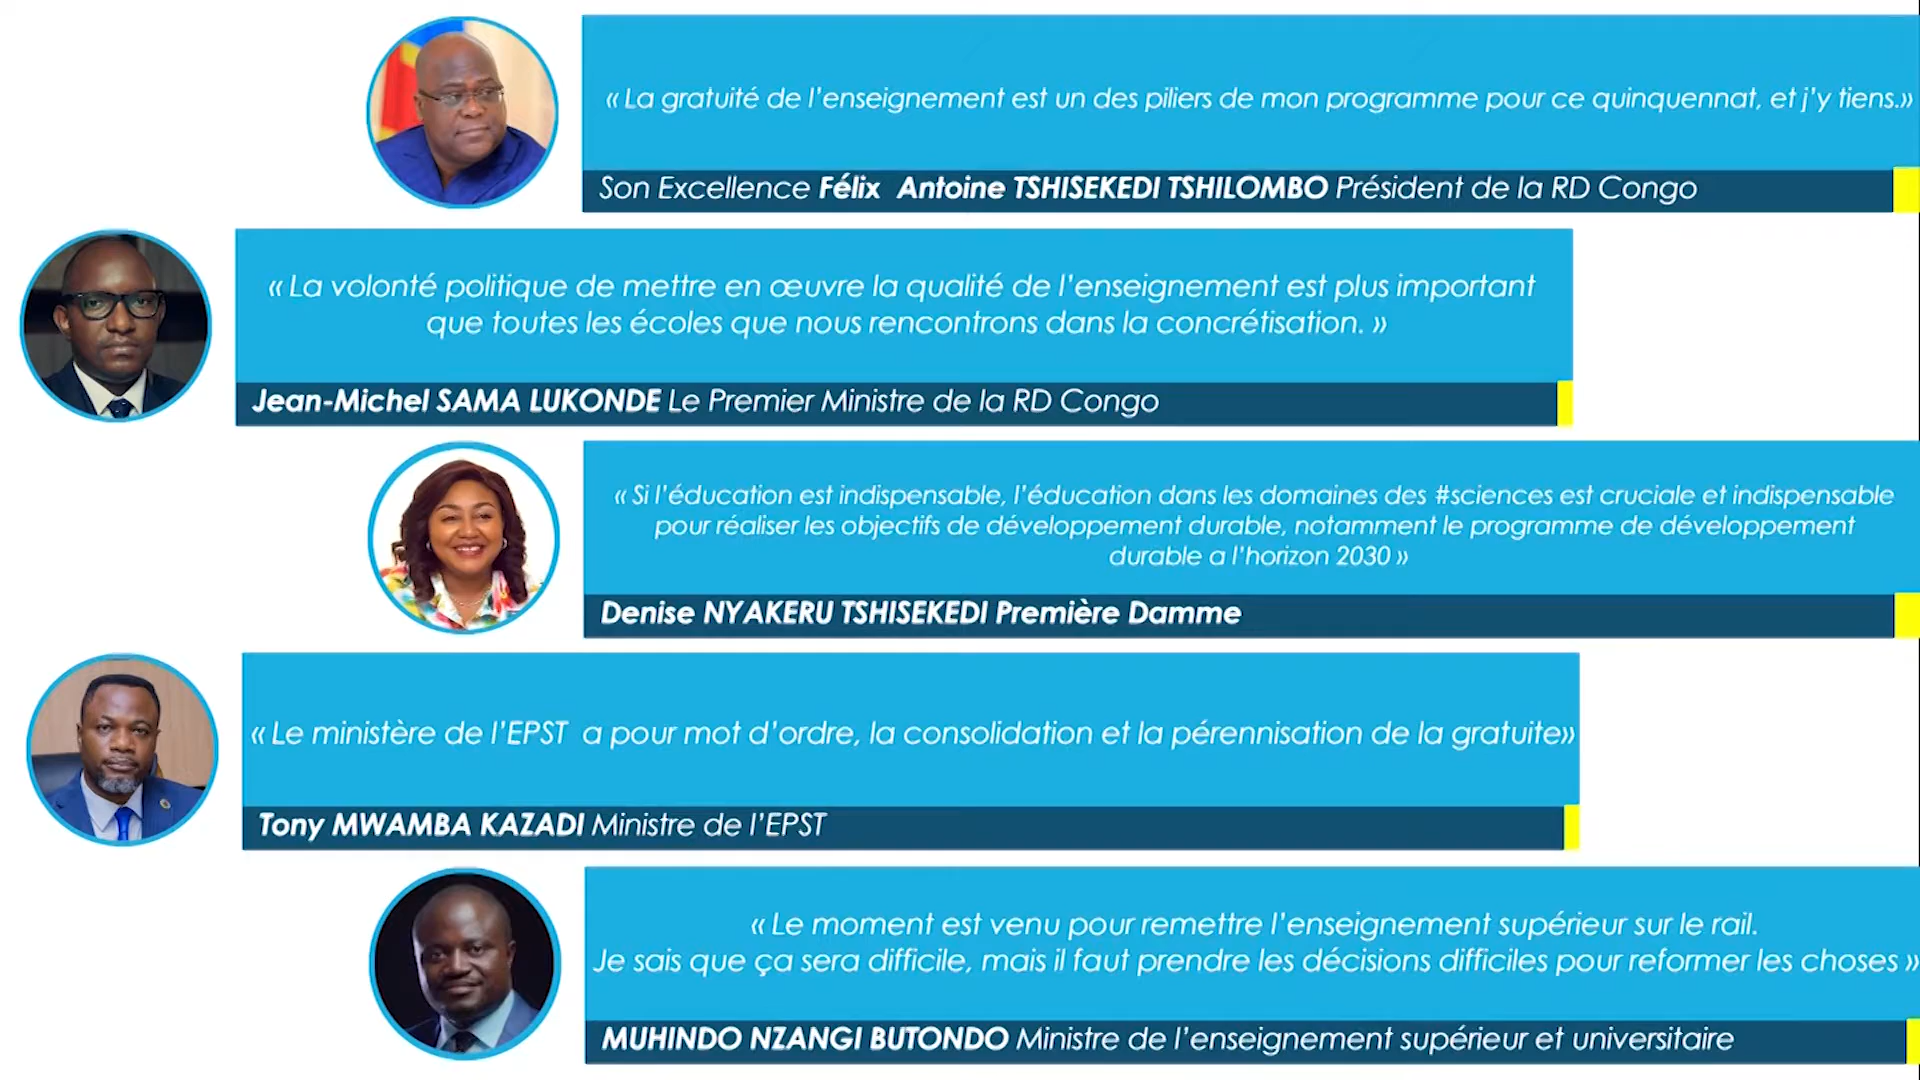 « La gratuité de l’enseignement est un des piliers de mon programme pour ce quinquennat, et j’y tiens.»
Son Excellence Félix Antoine TSHISEKEDI TSHILOMBO Président de la RD Congo
« La volonté politique de mettre en œuvre la qualité de l’enseignement est plus important
que toutes les écoles que nous rencontrons dans la concrétisation. »
Jean-Michel SAMA LUKONDE Le Premier Ministre de la RD Congo
« Si l’éducation est indispensable, l’éducation dans les domaines des #sciences est cruciale et indispensable
pour réaliser les objectifs de développement durable, notamment le programme de développement
durable a l’horizon 2030 »
Denise NYAKERU TSHISEKEDI Première Damme
« Le ministère de l’EPST a pour mot d’ordre, la consolidation et la pérennisation de la gratuite»
Tony MWAMBA KAZADI Ministre de l’EPST
« Le moment est venu pour remettre l’enseignement supérieur sur le rail.
Je sais que ça sera difficile, mais il faut prendre les décisions difficiles pour reformer les choses »
MUHINDO NZANGI BUTONDO Ministre de l’enseignement supérieur et universitaire